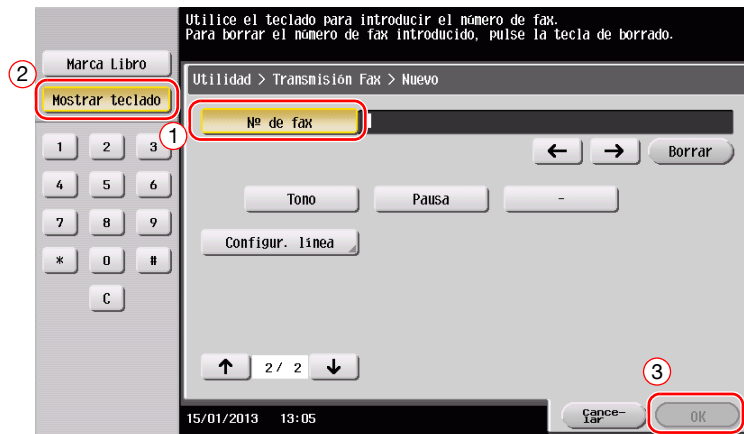 Utilice el teclado para introducir el número de fax.
Para borrar el número de fax introducido, pulse la tecla de borrado.
2
Marca Libro
Mostrar teclado
Utilidad > Transmisión Fax > Nuevo
1
Nº de fax
1 2 3
← → Borrar
4 5 6
Tono Pausa -
7 8 9
Configur. línea
* 0 #
C
↑ 2/ 2 ↓
3
15/01/2013 13:05
Cance-
lar
OK